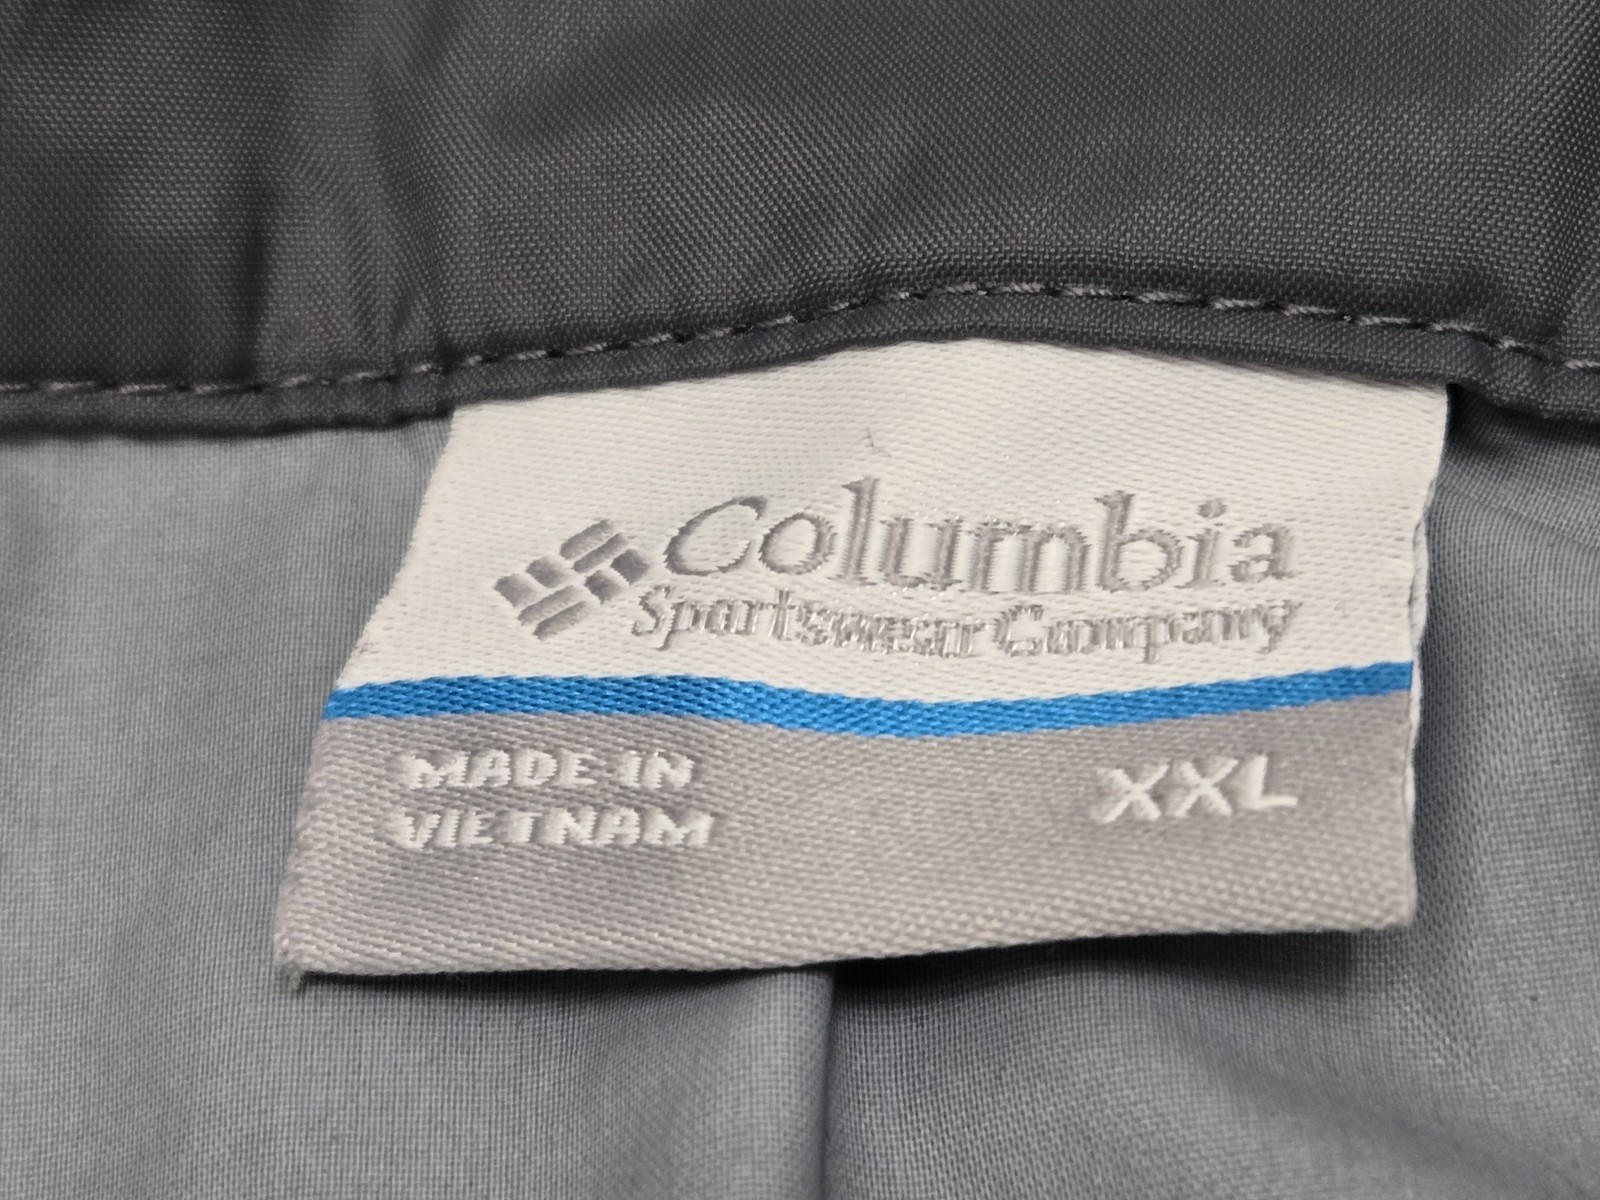 Columbia
Sportswear Company
MADE IN
VIETNAM
XXL